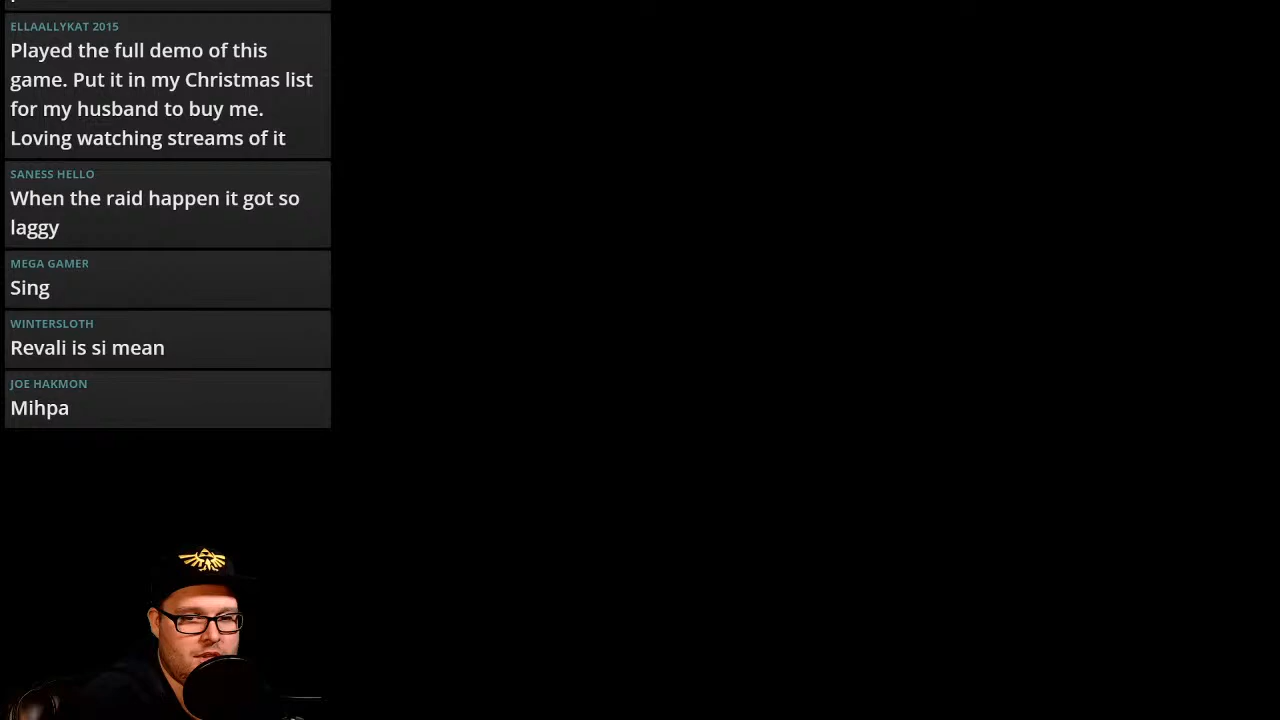 ELLAALLYKAT 2015
Played the full demo of this
game. Put it in my Christmas list
for my husband to buy me.
Loving watching streams of it
SANESS HELLO
When the raid happen it got so
laggy
MEGA GAMER
Sing
WINTERSLOTH
Revali is si mean
JOE HAKMON
Mihpa